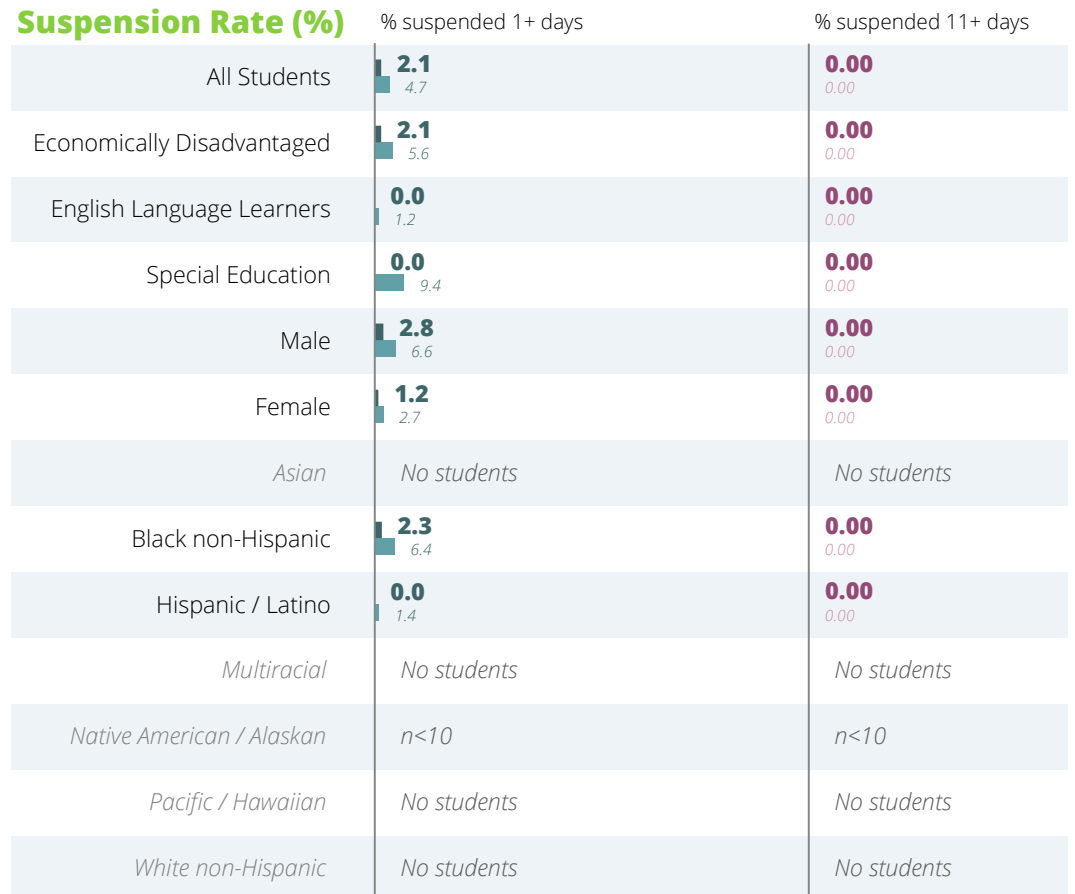 Suspension Rate (%) % suspended 1+ days % suspended 11+ days
All Students 2.1 0.00
4.7 0.00
Economically Disadvantaged 2.1 0.00
5.6 0.00
English Language Learners 0.0 0.00
1.2 0.00
Special Education 0.0 0.00
9.4 0.00
Male 2.8 0.00
6.6 0.00
Female 1.2 0.00
2.7 0.00
Asian No students No students
Black non-Hispanic 2.3 0.00
6.4 0.00
Hispanic / Latino 0.0 0.00
1.4 0.00
Multiracial No students No students
Native American / Alaskan n<10 n<10
Pacific / Hawaiian No students No students
White non-Hispanic No students No students